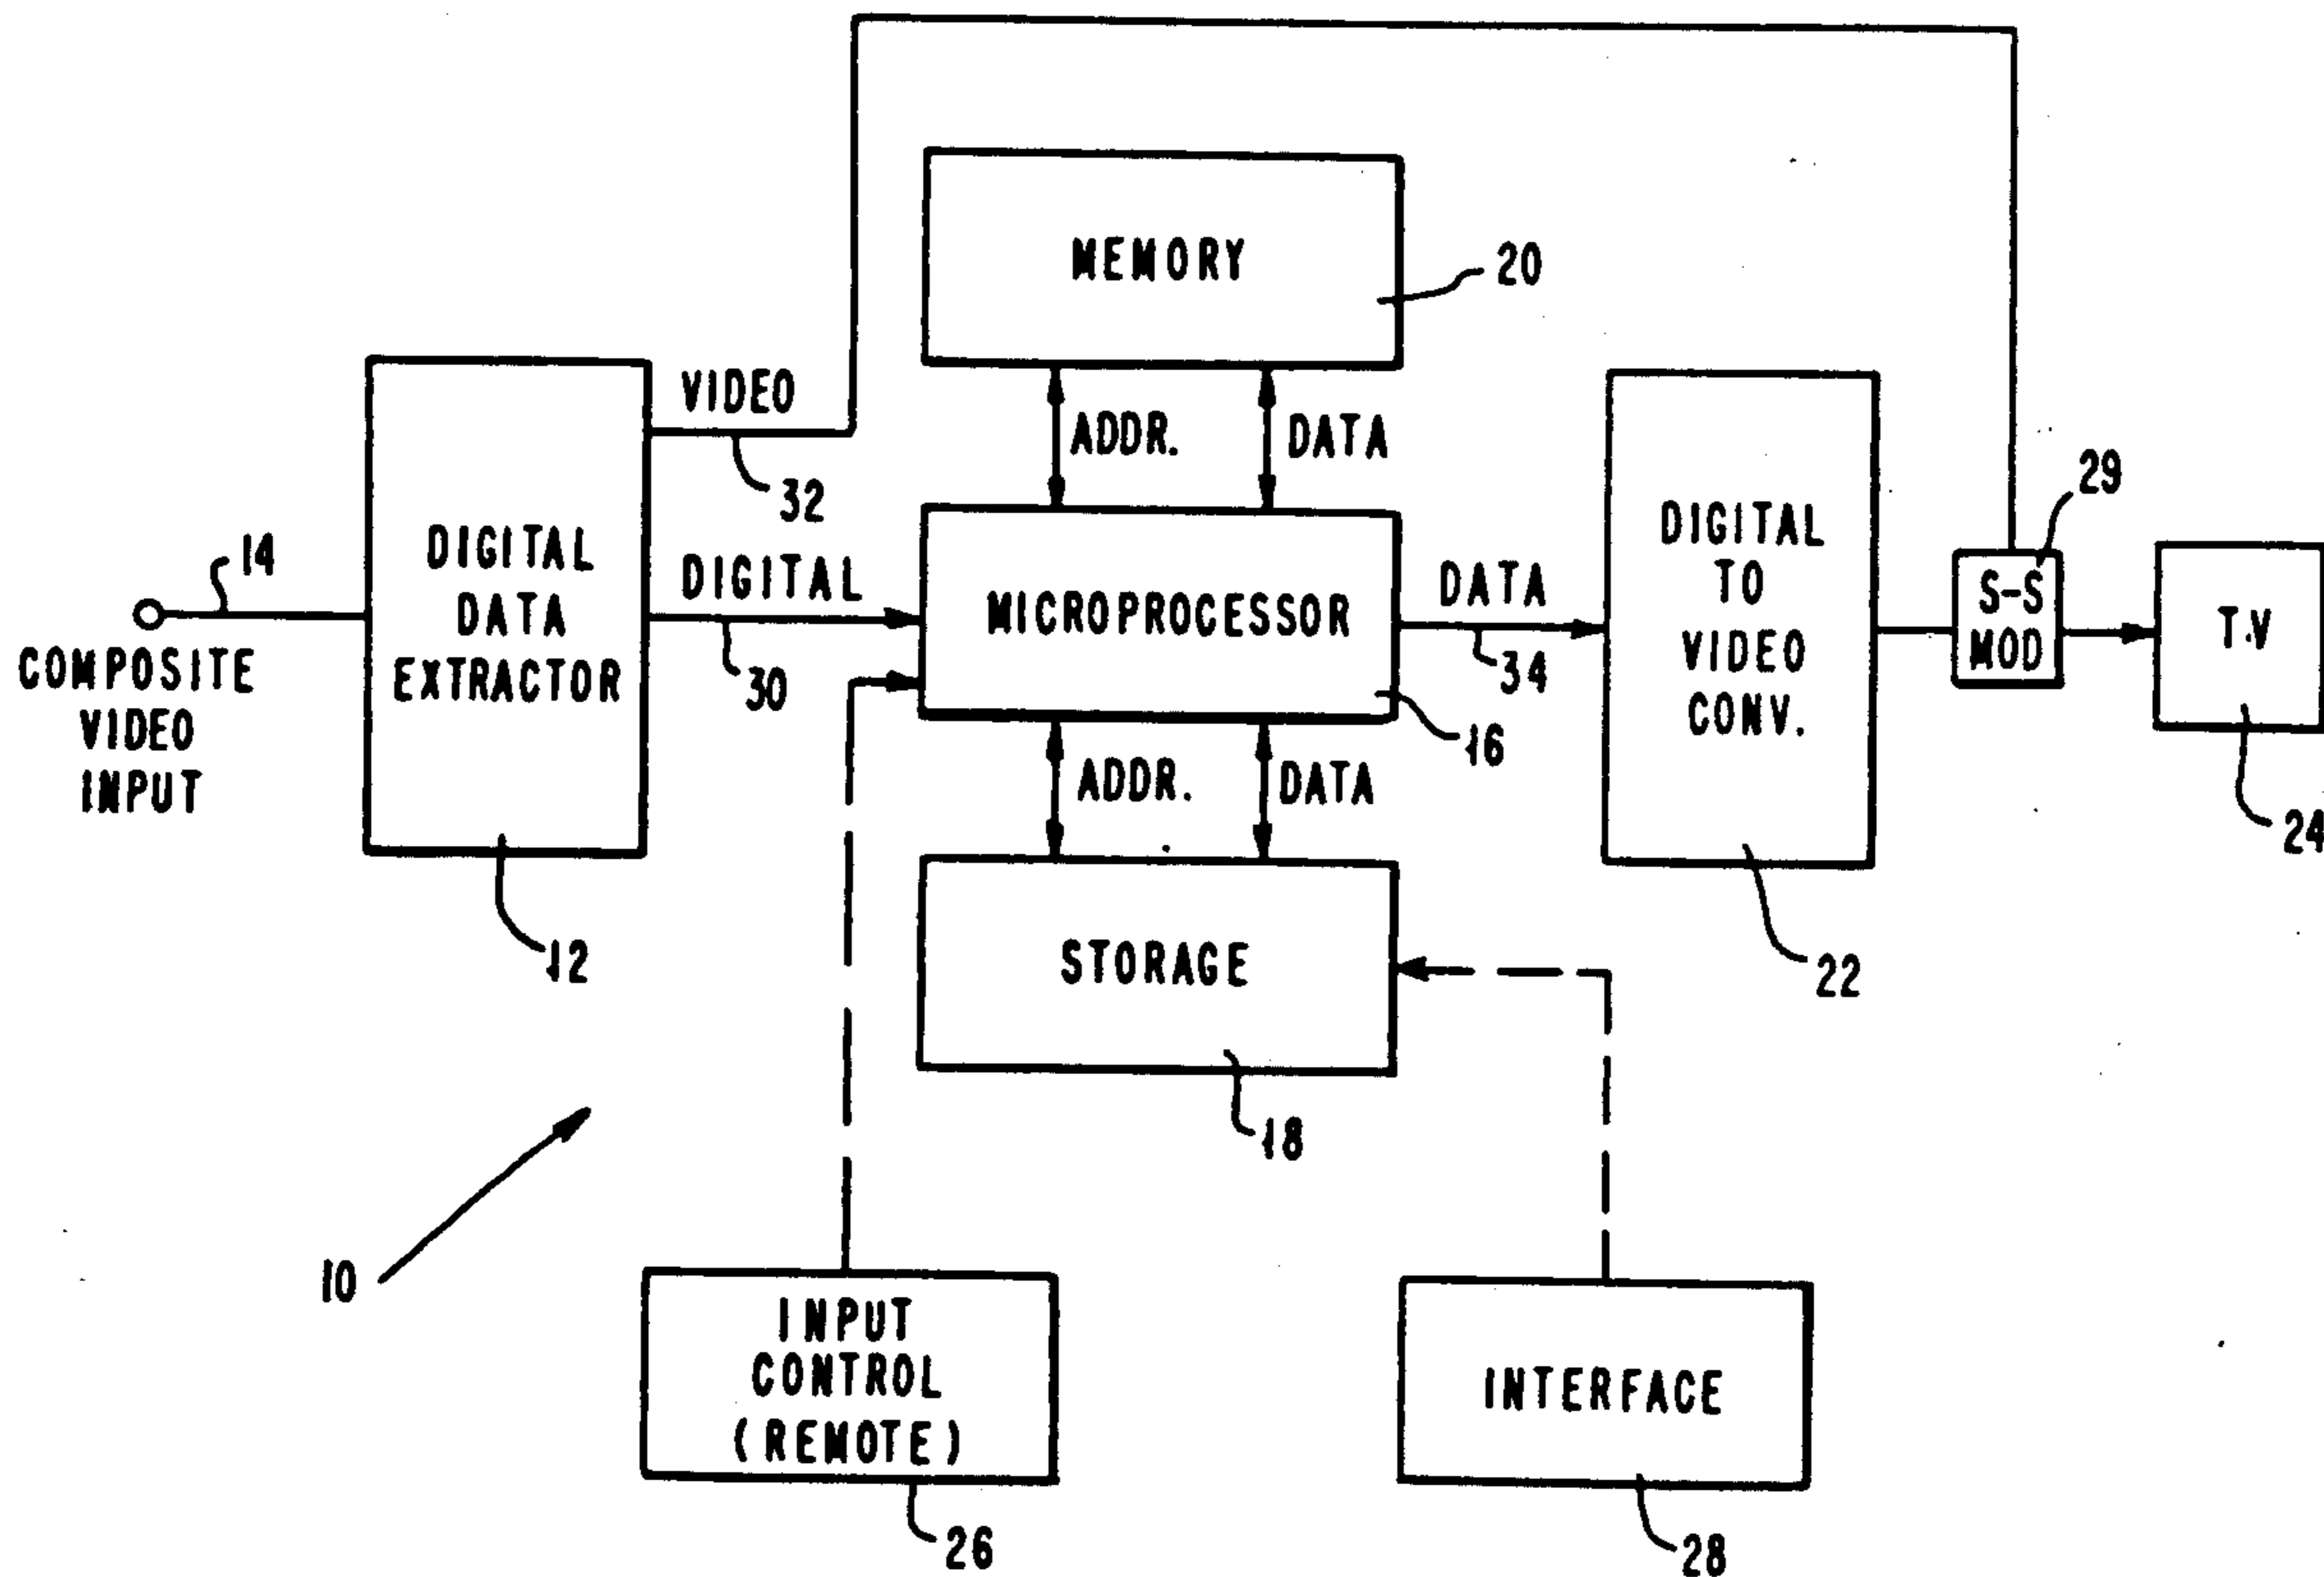 MEMORY
20
VIDEO
32
ADDR.
DATA
14
DIGITAL
DATA
EXTRACTOR
12
COMPOSITE
VIDEO
INPUT
DIGITAL
30
MICROPROCESSOR
16
DATA
34
DIGITAL
TO
VIDEO
CONV.
22
29
S-S
MOD
T.V
24
ADDR.
DATA
STORAGE
18
10
INPUT
CONTROL
(REMOTE)
26
INTERFACE
28